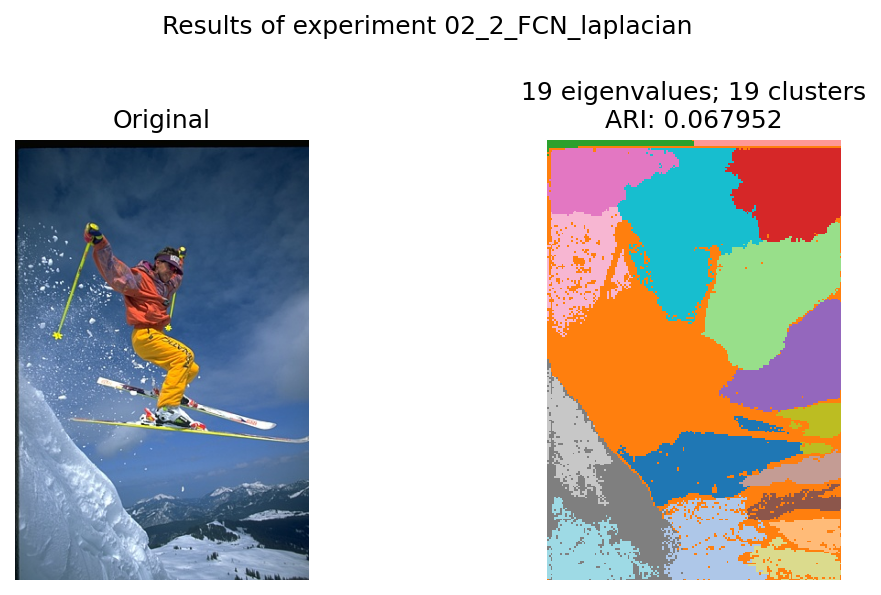 Results of experiment 02_2_FCN_laplacian
Original
19 eigenvalues; 19 clusters
ARI: 0.067952